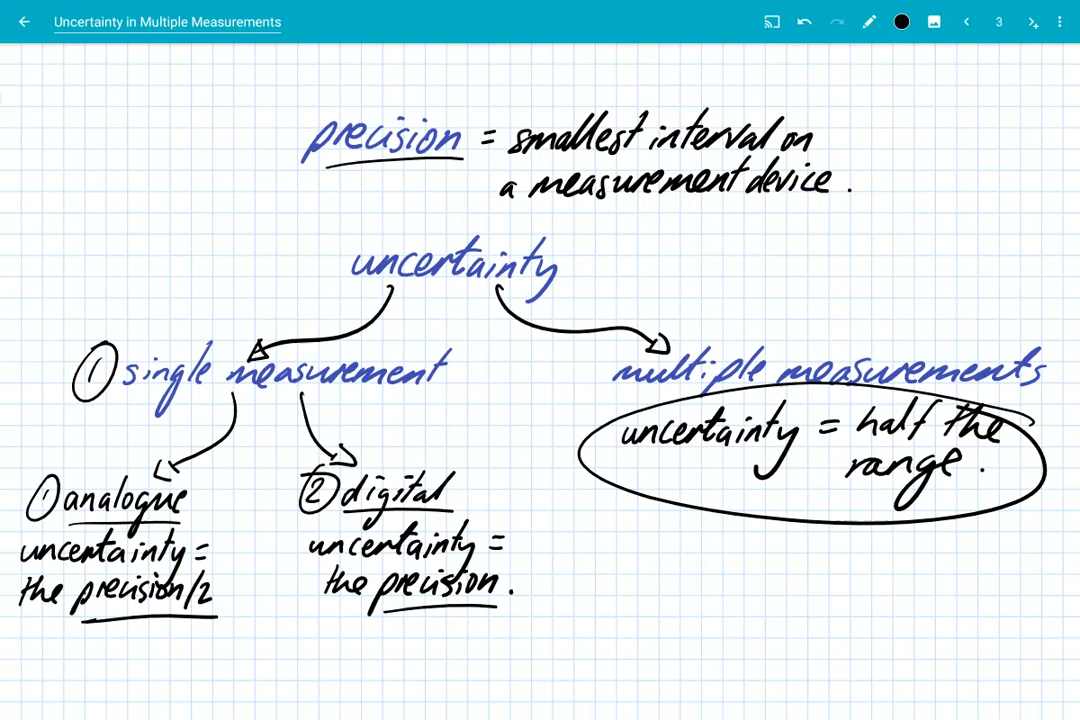 Uncertainty in Multiple Measurements
3
precision = smallest interval on
a measurement device.
uncertainty
① single measurement
multiple measurements
uncertainty = half the
range.
① analogue
uncertainty =
the precision/2
② digital
uncertainty =
the precision.